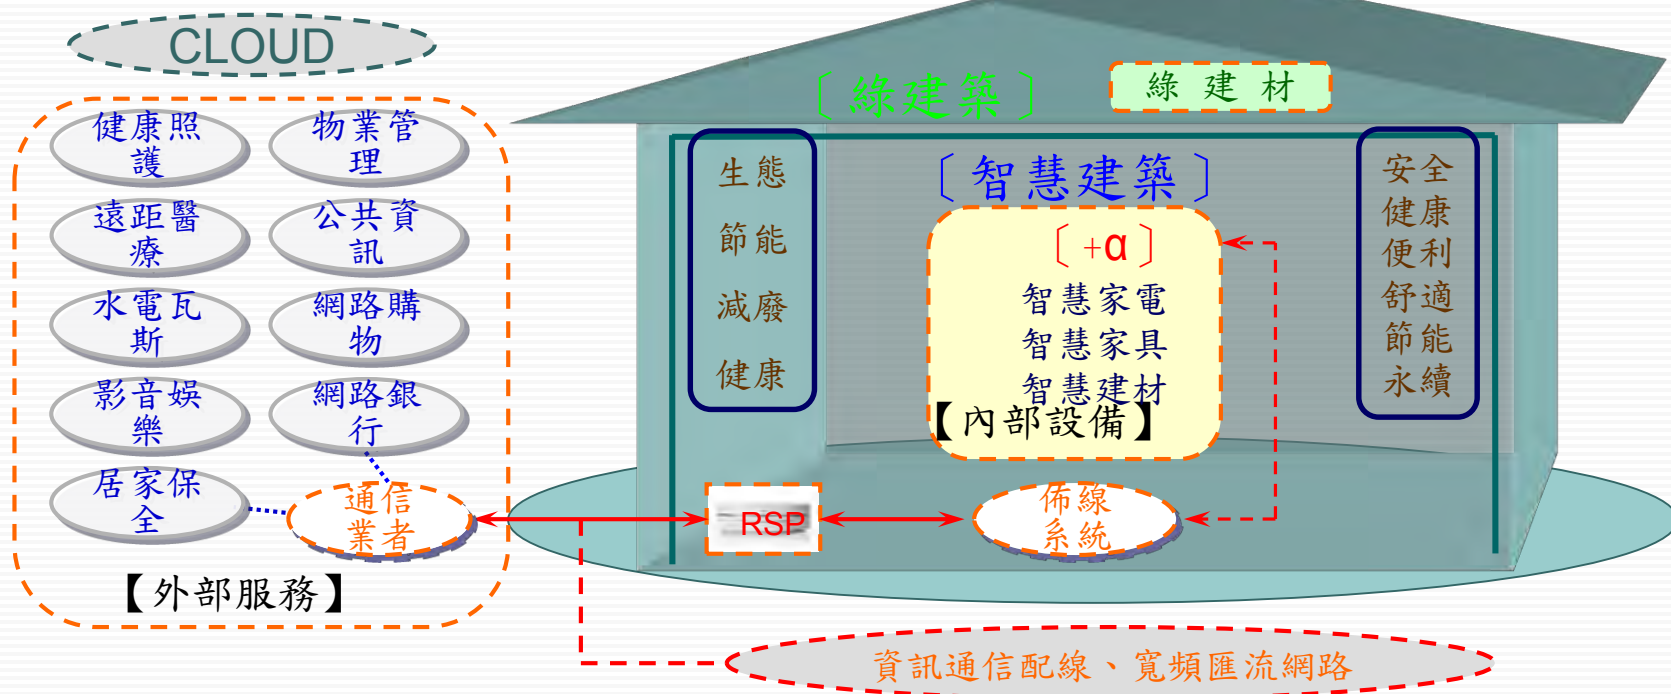 CLOUD
健康照
護
物業管
理
遠距醫
療
公共資
訊
水電瓦
斯
網路購
物
影音娛
樂
網路銀
行
居家保
全
通信
業者
【外部服務】
〔綠建築〕
綠建材
生態
節能
減廢
健康
〔智慧建築〕
〔+α〕
智慧家電
智慧家具
智慧建材
【內部設備】
安全
健康
便利
舒適
節能
永續
RSP
佈線
系統
資訊通信配線、寬頻匯流網路